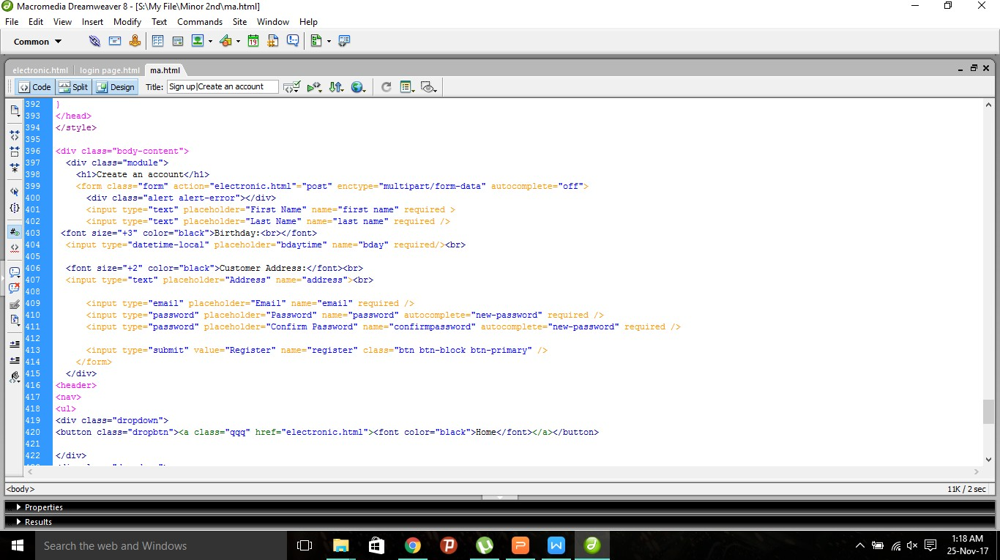 Macromedia Dreamweaver 8 - [S:\My File\Minor 2nd\ma.html]
File Edit View Insert Modify Text Commands Site Window Help
Common
electronic.html login page.html ma.html
Code Split Design Title: Sign up|Create an account
392 }
393 </head>
394 </style>
395
396 <div class="body-content">
397 <div class="module">
398 <h1>Create an account</h1>
399 <form class="form" action="electronic.html"="post" enctype="multipart/form-data" autocomplete="off">
400 <div class="alert alert-error"></div>
401 <input type="text" placeholder="First Name" name="first name" required >
402 <input type="text" placeholder="Last Name" name="last name" required />
403 <font size="+3" color="black">Birthday:<br></font>
404 <input type="datetime-local" placeholder="bdaytime" name="bday" required/><br>
405
406 <font size="+2" color="black">Customer Address:</font><br>
407 <input type="text" placeholder="Address" name="address"><br>
408
409 <input type="email" placeholder="Email" name="email" required />
410 <input type="password" placeholder="Password" name="password" autocomplete="new-password" required />
411 <input type="password" placeholder="Confirm Password" name="confirmpassword" autocomplete="new-password" required />
412
413 <input type="submit" value="Register" name="register" class="btn btn-block btn-primary" />
414 </form>
415 </div>
416 <header>
417 <nav>
418 <ul>
419 <div class="dropdown">
420 <button class="dropbtn"><a class="qqq" href="electronic.html"><font color="black">Home</font></a></button>
421
422 </div>
<body> 11K / 2 sec
Properties
Results
Search the web and Windows
1:18 AM
25-Nov-17